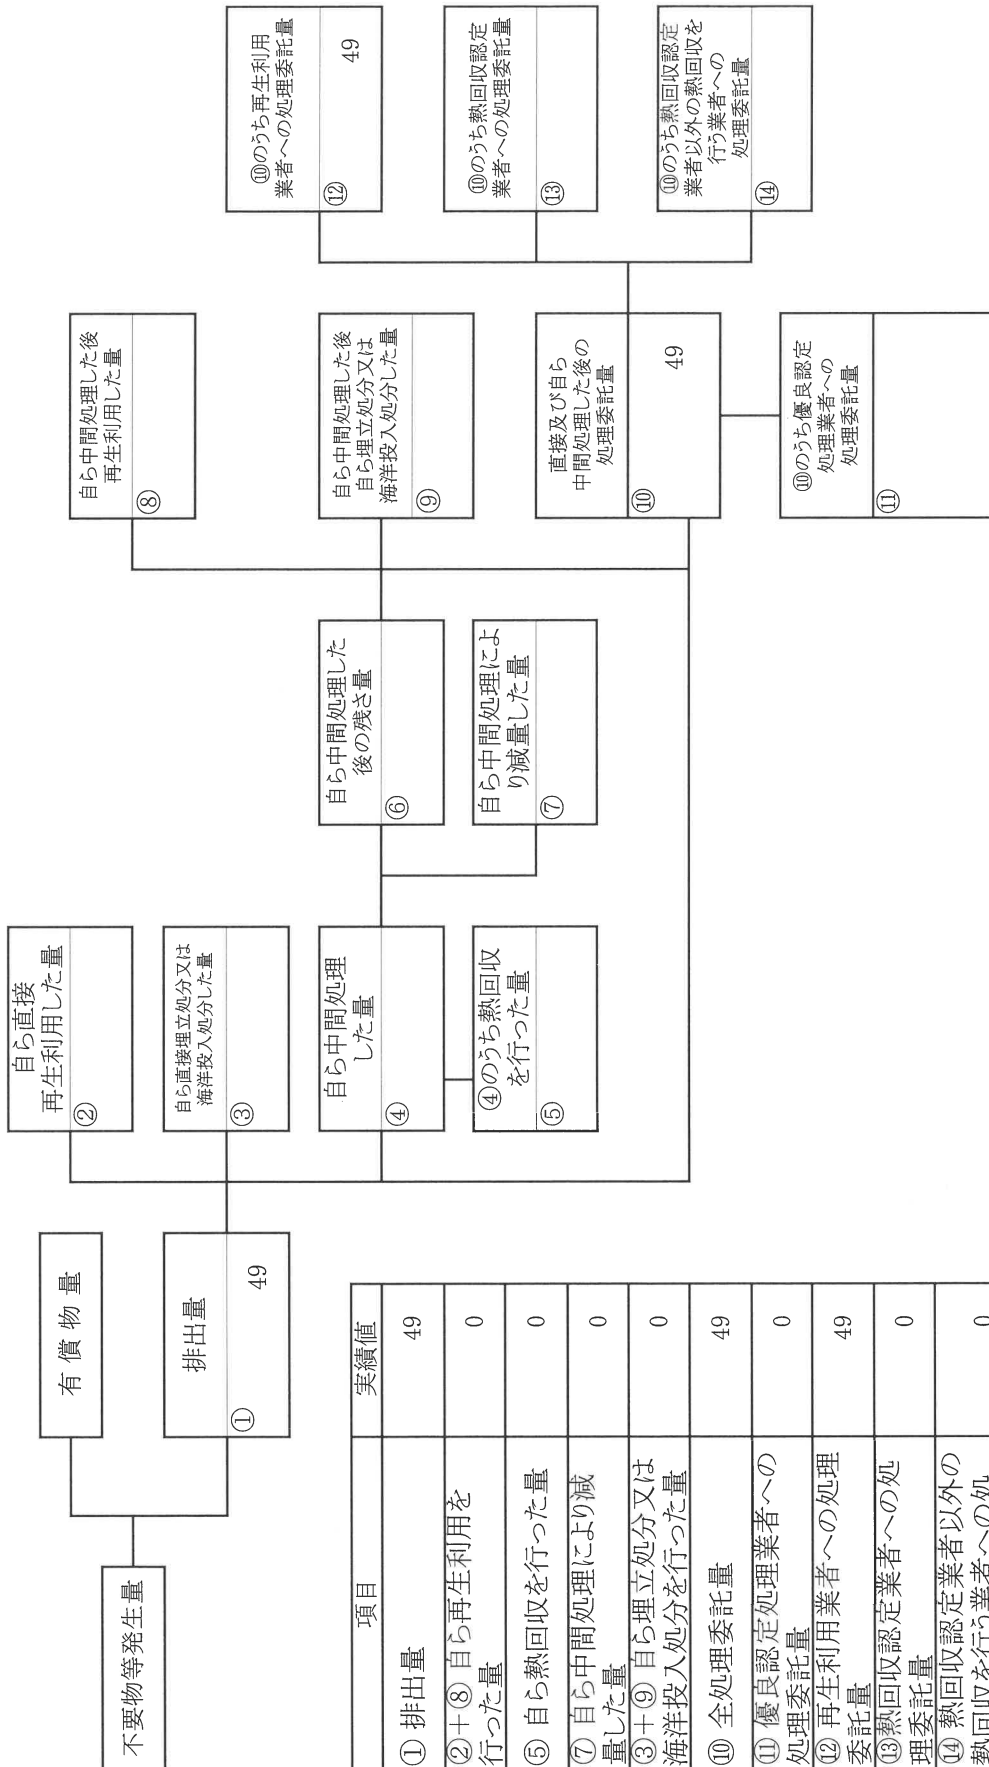 不要物等発生量
有償物量
排出量
①
49
自ら直接
再生利用した量
②
自ら直接埋立処分又は
海洋投入処分した量
③
自ら中間処理
した量
④
④のうち熱回収
を行った量
⑤
自ら中間処理した
後の残さ量
⑥
自ら中間処理によ
り減量した量
⑦
自ら中間処理した後
再生利用した量
⑧
自ら中間処理した後
自ら埋立処分又は
海洋投入処分した量
⑨
直接及び自ら
中間処理した後の
処理委託量
⑩
49
⑩のうち優良認定
処理業者への
処理委託量
⑪
⑩のうち再生利用
業者への処理委託量
⑫
49
⑩のうち熱回収認定
業者への処理委託量
⑬
⑩のうち熱回収認定
業者以外の熱回収を
行う業者への
処理委託量
⑭
項目 実績値
① 排出量 49
②＋⑧ 自ら再生利用を
行った量 0
⑤ 自ら熱回収を行った量 0
⑦ 自ら中間処理により減
量した量 0
③＋⑨ 自ら埋立処分又は
海洋投入処分を行った量 0
⑩ 全処理委託量 49
⑪ 優良認定処理業者への
処理委託量 0
⑫ 再生利用業者への処理
委託量 49
⑬熱回収認定業者への処
理委託量 0
⑭ 熱回収認定業者以外の
熱回収を行う業者への処 0